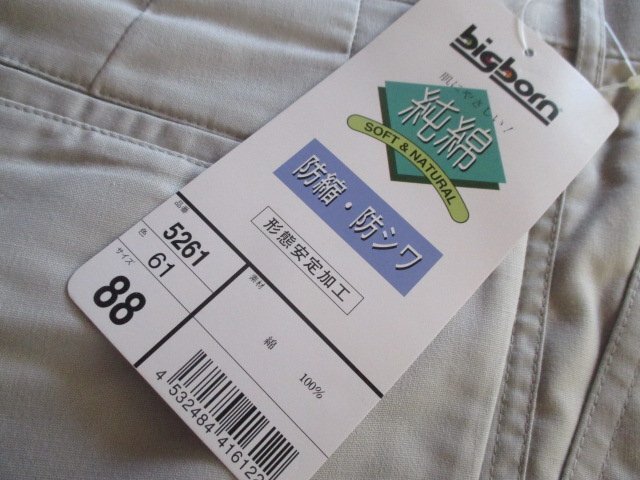 bigborn
肌にやさしい！
純綿
SOFT & NATURAL
防縮・防シワ
形態安定加工
品番 5261
色 61
サイズ 88
素材
綿 100%
4 532484 416122